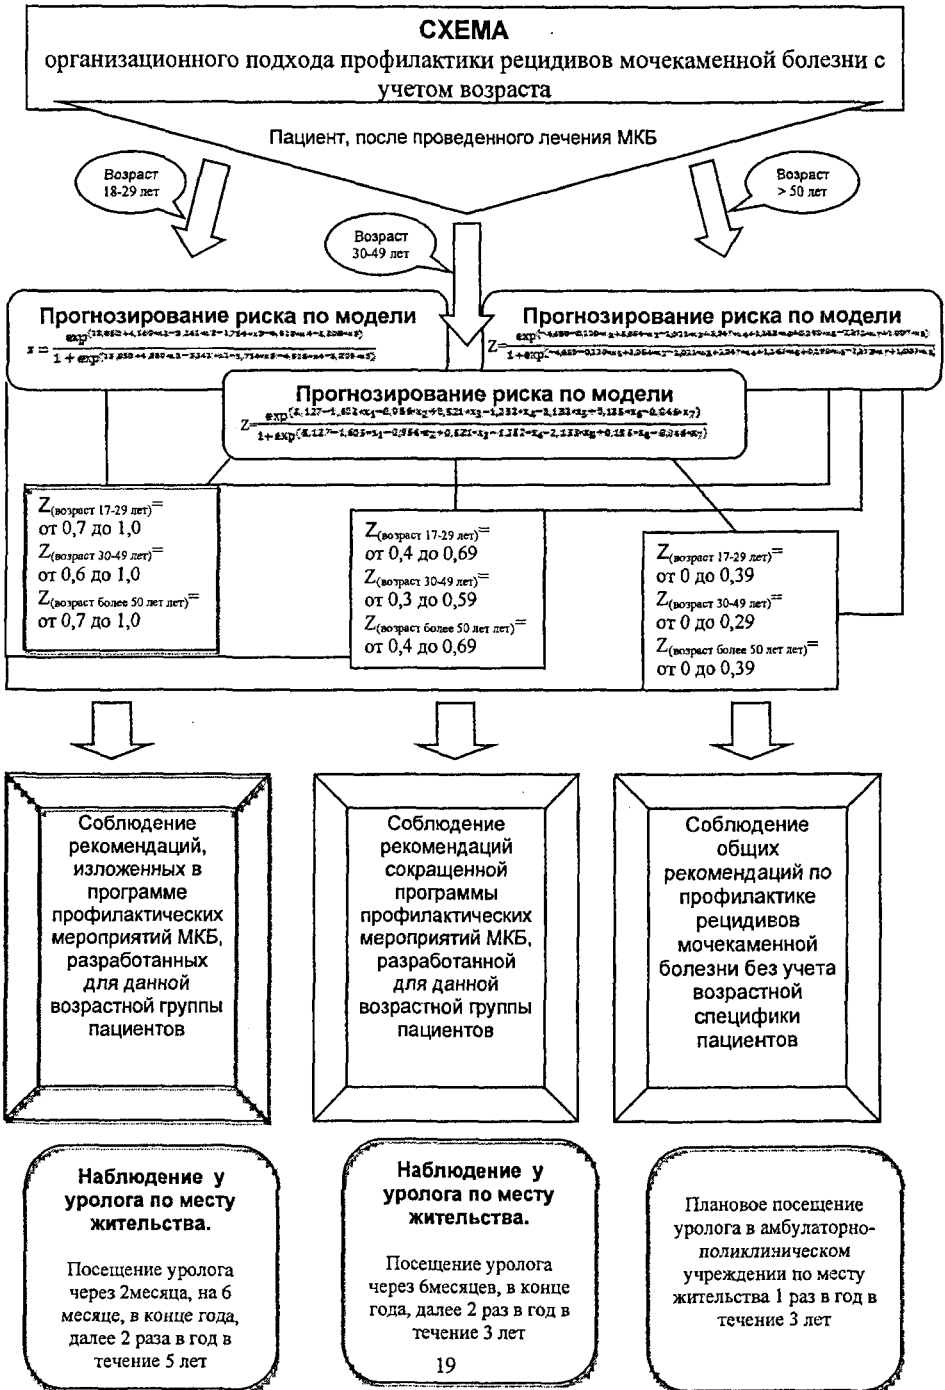 СХЕМА
организационного подхода профилактики рецидивов мочекаменной болезни с
учетом возраста
Пациент, после проведенного лечения МКБ
Возраст
18-29 лет
Возраст
30-49 лет
Возраст
> 50 лет
Прогнозирование риска по модели
Прогнозирование риска по модели
Прогнозирование риска по модели
Z(возраст 17-29 лет)=
от 0,7 до 1,0
Z(возраст 30-49 лет)=
от 0,6 до 1,0
Z(возраст более 50 лет лет)=
от 0,7 до 1,0
Z(возраст 17-29 лет)=
от 0,4 до 0,69
Z(возраст 30-49 лет)=
от 0,3 до 0,59
Z(возраст более 50 лет лет)=
от 0,4 до 0,69
Z(возраст 17-29 лет)=
от 0 до 0,39
Z(возраст 30-49 лет)=
от 0 до 0,29
Z(возраст более 50 лет лет)=
от 0 до 0,39
Соблюдение
рекомендаций,
изложенных в
программе
профилактических
мероприятий МКБ,
разработанных
для данной
возрастной группы
пациентов
Соблюдение
рекомендаций
сокращенной
программы
профилактических
мероприятий МКБ,
разработанной
для данной
возрастной группы
пациентов
Соблюдение
общих
рекомендаций по
профилактике
рецидивов
мочекаменной
болезни без учета
возрастной
специфики
пациентов
Наблюдение у
уролога по месту
жительства.
Посещение уролога
через 2месяца, на 6
месяце, в конце года,
далее 2 раза в год в
течение 5 лет
Наблюдение у
уролога по месту
жительства.
Посещение уролога
через 6месяцев, в конце
года, далее 2 раз в год в
течение 3 лет
Плановое посещение
уролога в амбулаторно-
поликлиническом
учреждении по месту
жительства 1 раз в год в
течение 3 лет
19